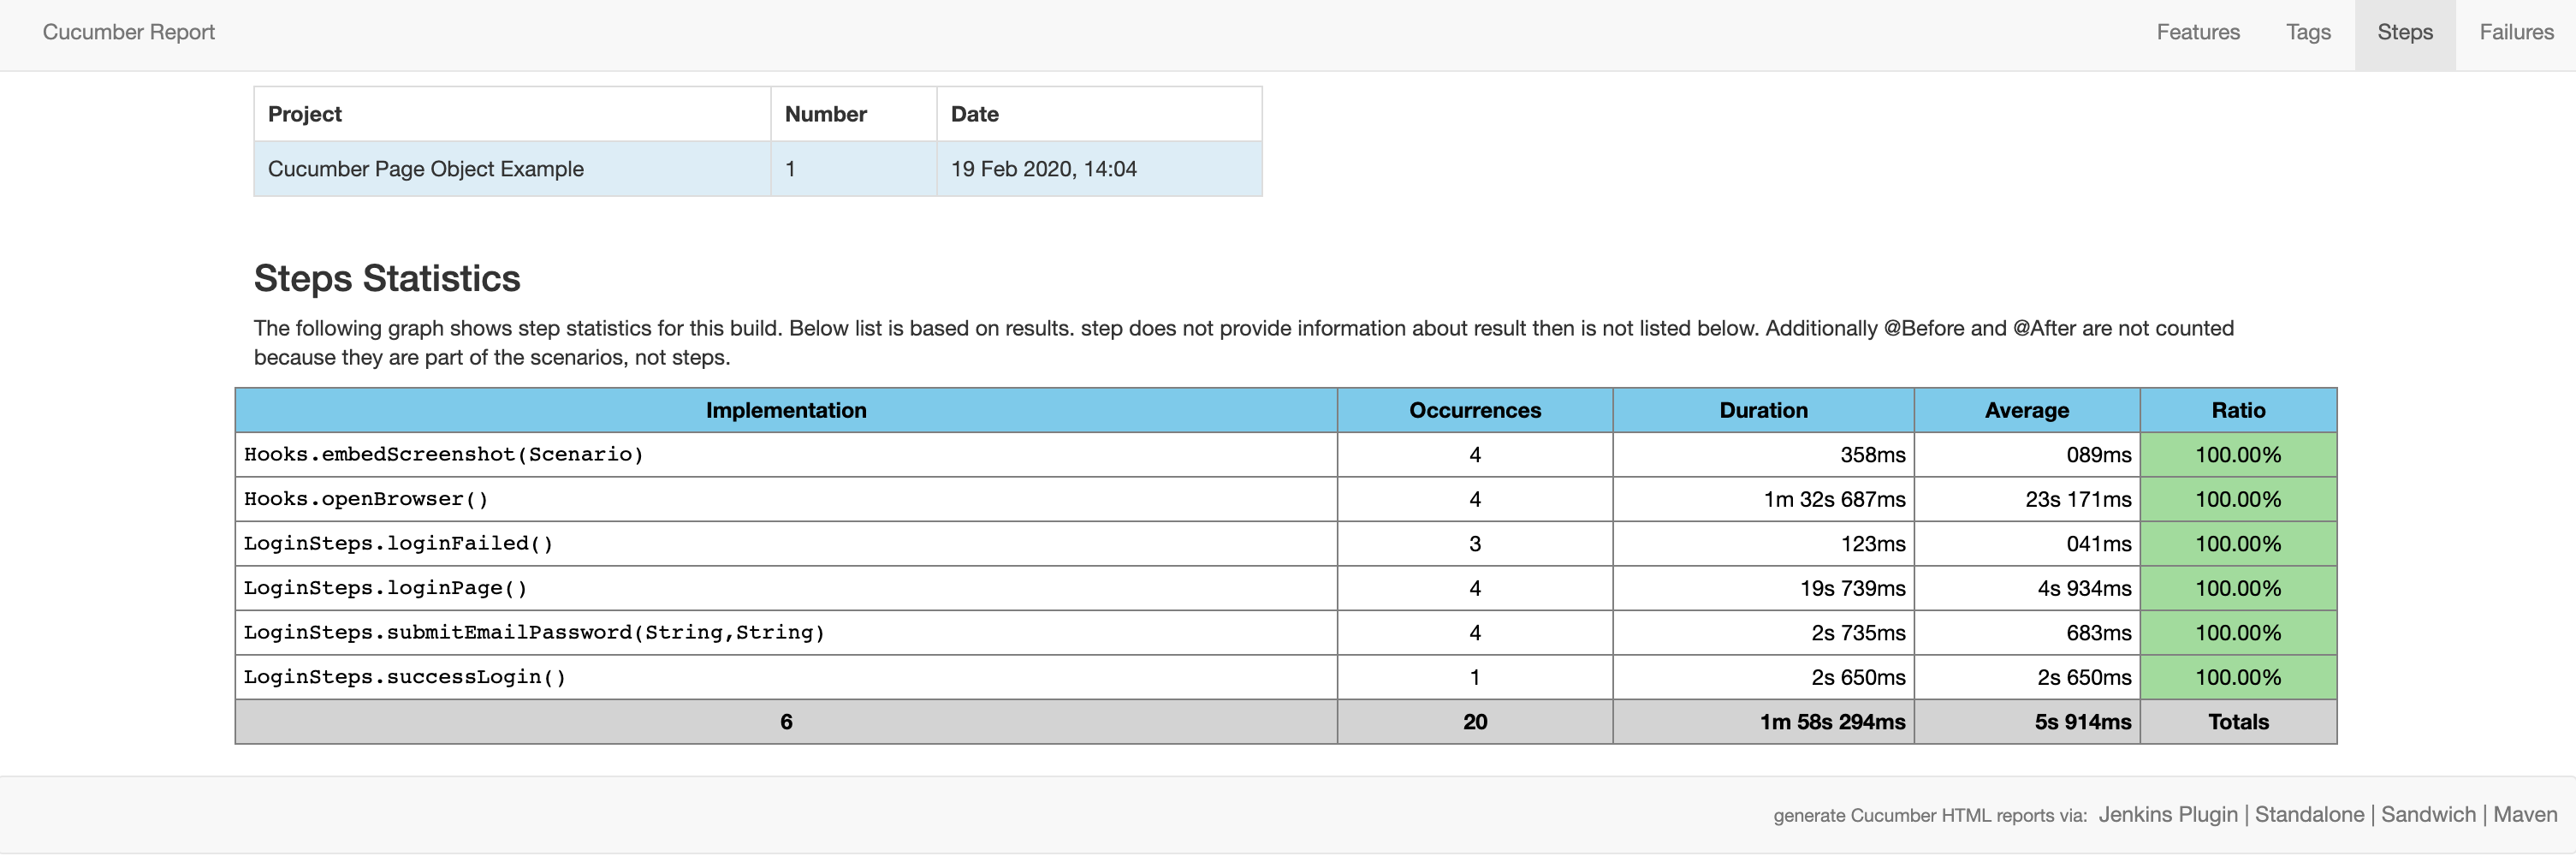 Cucumber Report Features Tags Steps Failures
Project Number Date
Cucumber Page Object Example 1 19 Feb 2020, 14:04
Steps Statistics
The following graph shows step statistics for this build. Below list is based on results. step does not provide information about result then is not listed below. Additionally @Before and @After are not counted
because they are part of the scenarios, not steps.
Implementation Occurrences Duration Average Ratio
Hooks.embedScreenshot(Scenario) 4 358ms 089ms 100.00%
Hooks.openBrowser() 4 1m 32s 687ms 23s 171ms 100.00%
LoginSteps.loginFailed() 3 123ms 041ms 100.00%
LoginSteps.loginPage() 4 19s 739ms 4s 934ms 100.00%
LoginSteps.submitEmailPassword(String,String) 4 2s 735ms 683ms 100.00%
LoginSteps.successLogin() 1 2s 650ms 2s 650ms 100.00%
6 20 1m 58s 294ms 5s 914ms Totals
generate Cucumber HTML reports via: Jenkins Plugin | Standalone | Sandwich | Maven